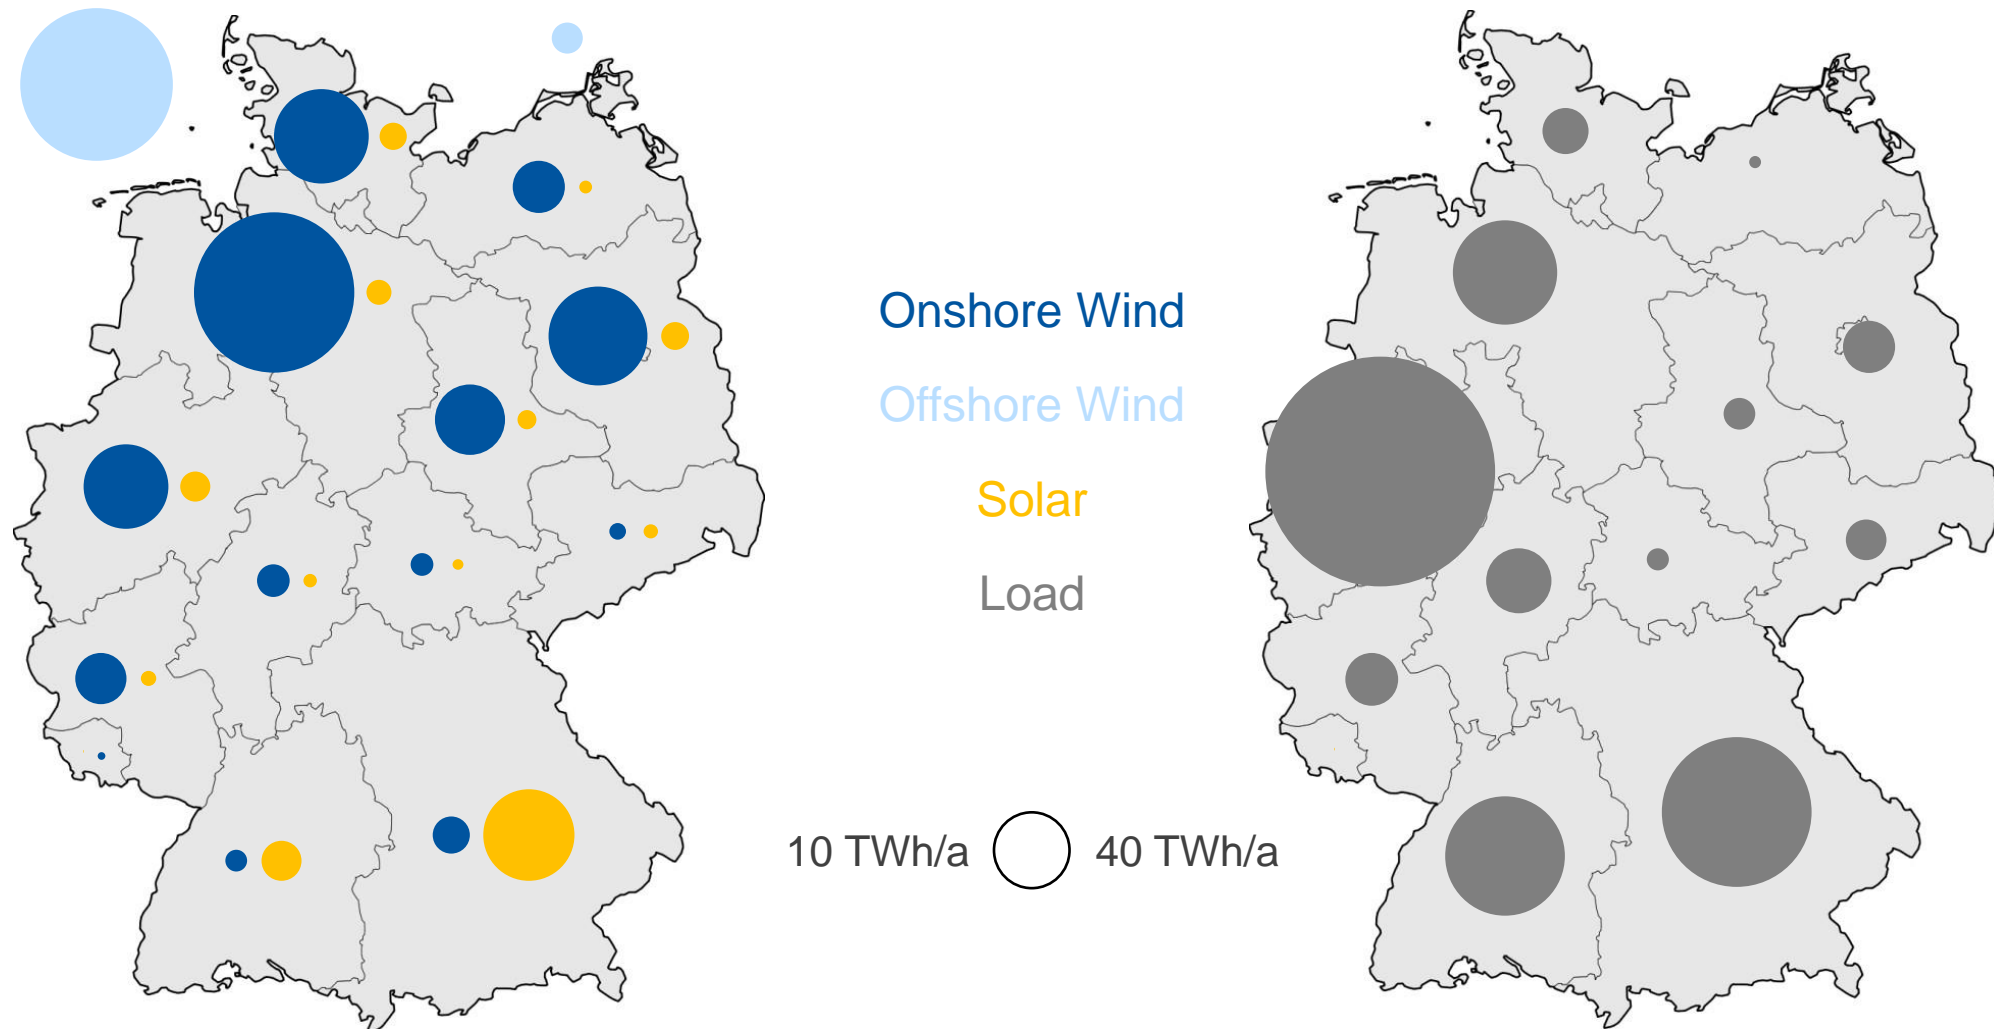 Onshore Wind
Offshore Wind
Solar
Load
10 TWh/a 40 TWh/a